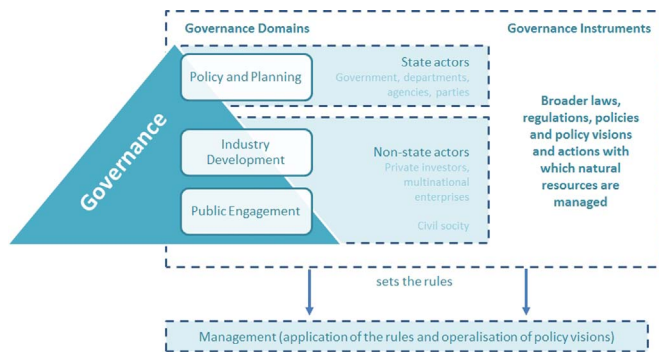 Governance Domains
Governance Instruments
Governance
Policy and Planning
State actors
Government, departments,
agencies, parties
Industry
Development
Public Engagement
Non-state actors
Private investors,
multinational
enterprises
Civil socity
Broader laws,
regulations, policies
and policy visions
and actions with
which natural
resources are
managed
sets the rules
Management (application of the rules and operalisation of policy visions)